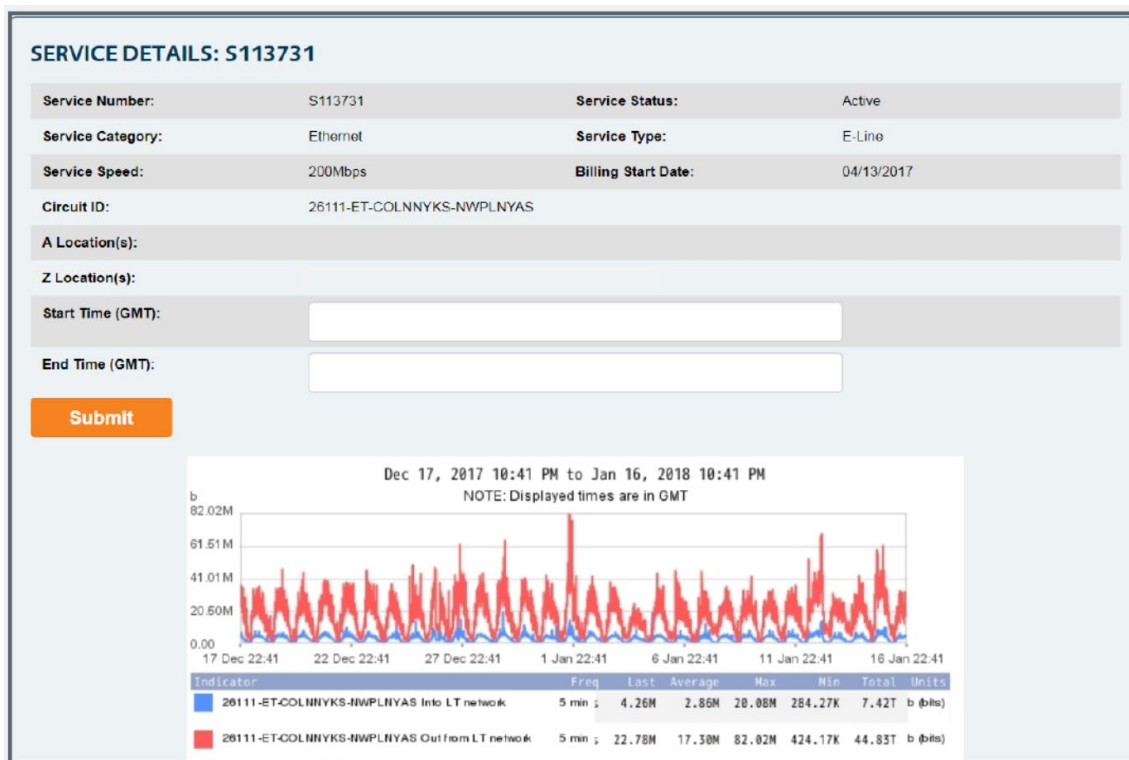 SERVICE DETAILS: S113731
Service Number: S113731 Service Status: Active
Service Category: Ethernet Service Type: E-Line
Service Speed: 200Mbps Billing Start Date: 04/13/2017
Circuit ID: 26111-ET-COLNNYKS-NWPLNYAS
A Location(s):
Z Location(s):
Start Time (GMT):
End Time (GMT):
Submit
Dec 17, 2017 10:41 PM to Jan 16, 2018 10:41 PM
NOTE: Displayed times are in GMT
b
82.02M
61.51M
41.01M
20.50M
0.00
17 Dec 22:41 22 Dec 22:41 27 Dec 22:41 1 Jan 22:41 6 Jan 22:41 11 Jan 22:41 16 Jan 22:41
Indicator Freq Last Average Max Min Total Units
26111-ET-COLNNYKS-NWPLNYAS Into LT network 5 min ; 4.26M 2.86M 20.08M 284.27K 7.42T b (bits)
26111-ET-COLNNYKS-NWPLNYAS Out from LT network 5 min ; 22.78M 17.30M 82.02M 424.17K 44.83T b (bits)